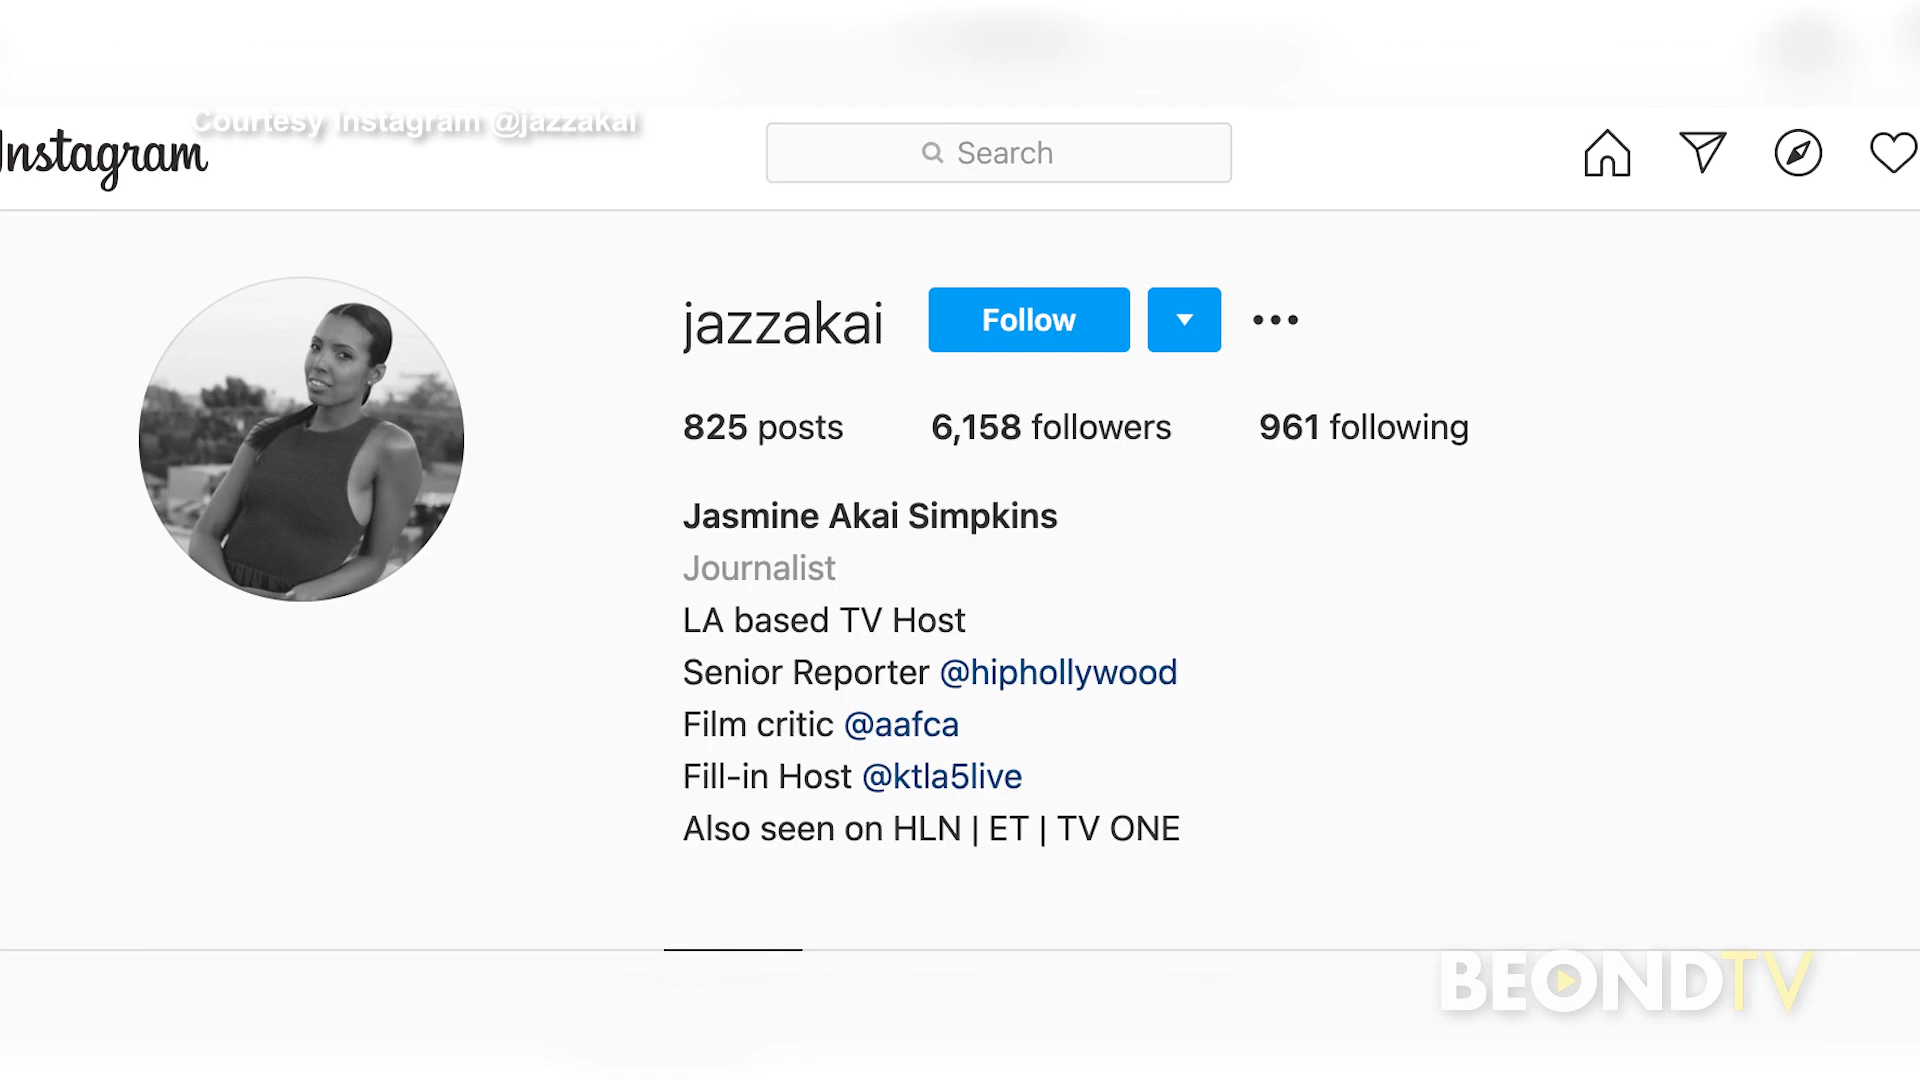 Courtesy Instagram @jazzakai
Instagram
Search
jazzakai
Follow
825 posts 6,158 followers 961 following
Jasmine Akai Simpkins
Journalist
LA based TV Host
Senior Reporter @hiphollywood
Film critic @aafca
Fill-in Host @ktla5live
Also seen on HLN | ET | TV ONE
BEONDTV